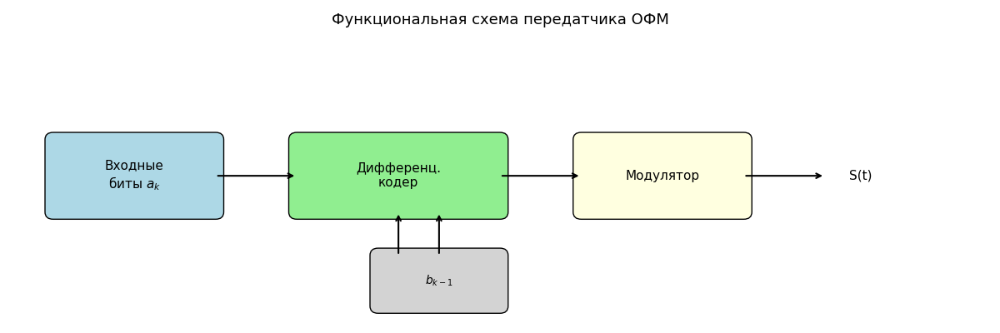 Функциональная схема передатчика ОФМ
Входные
биты a_k
Дифференц.
кодер
Модулятор
S(t)
b_{k−1}